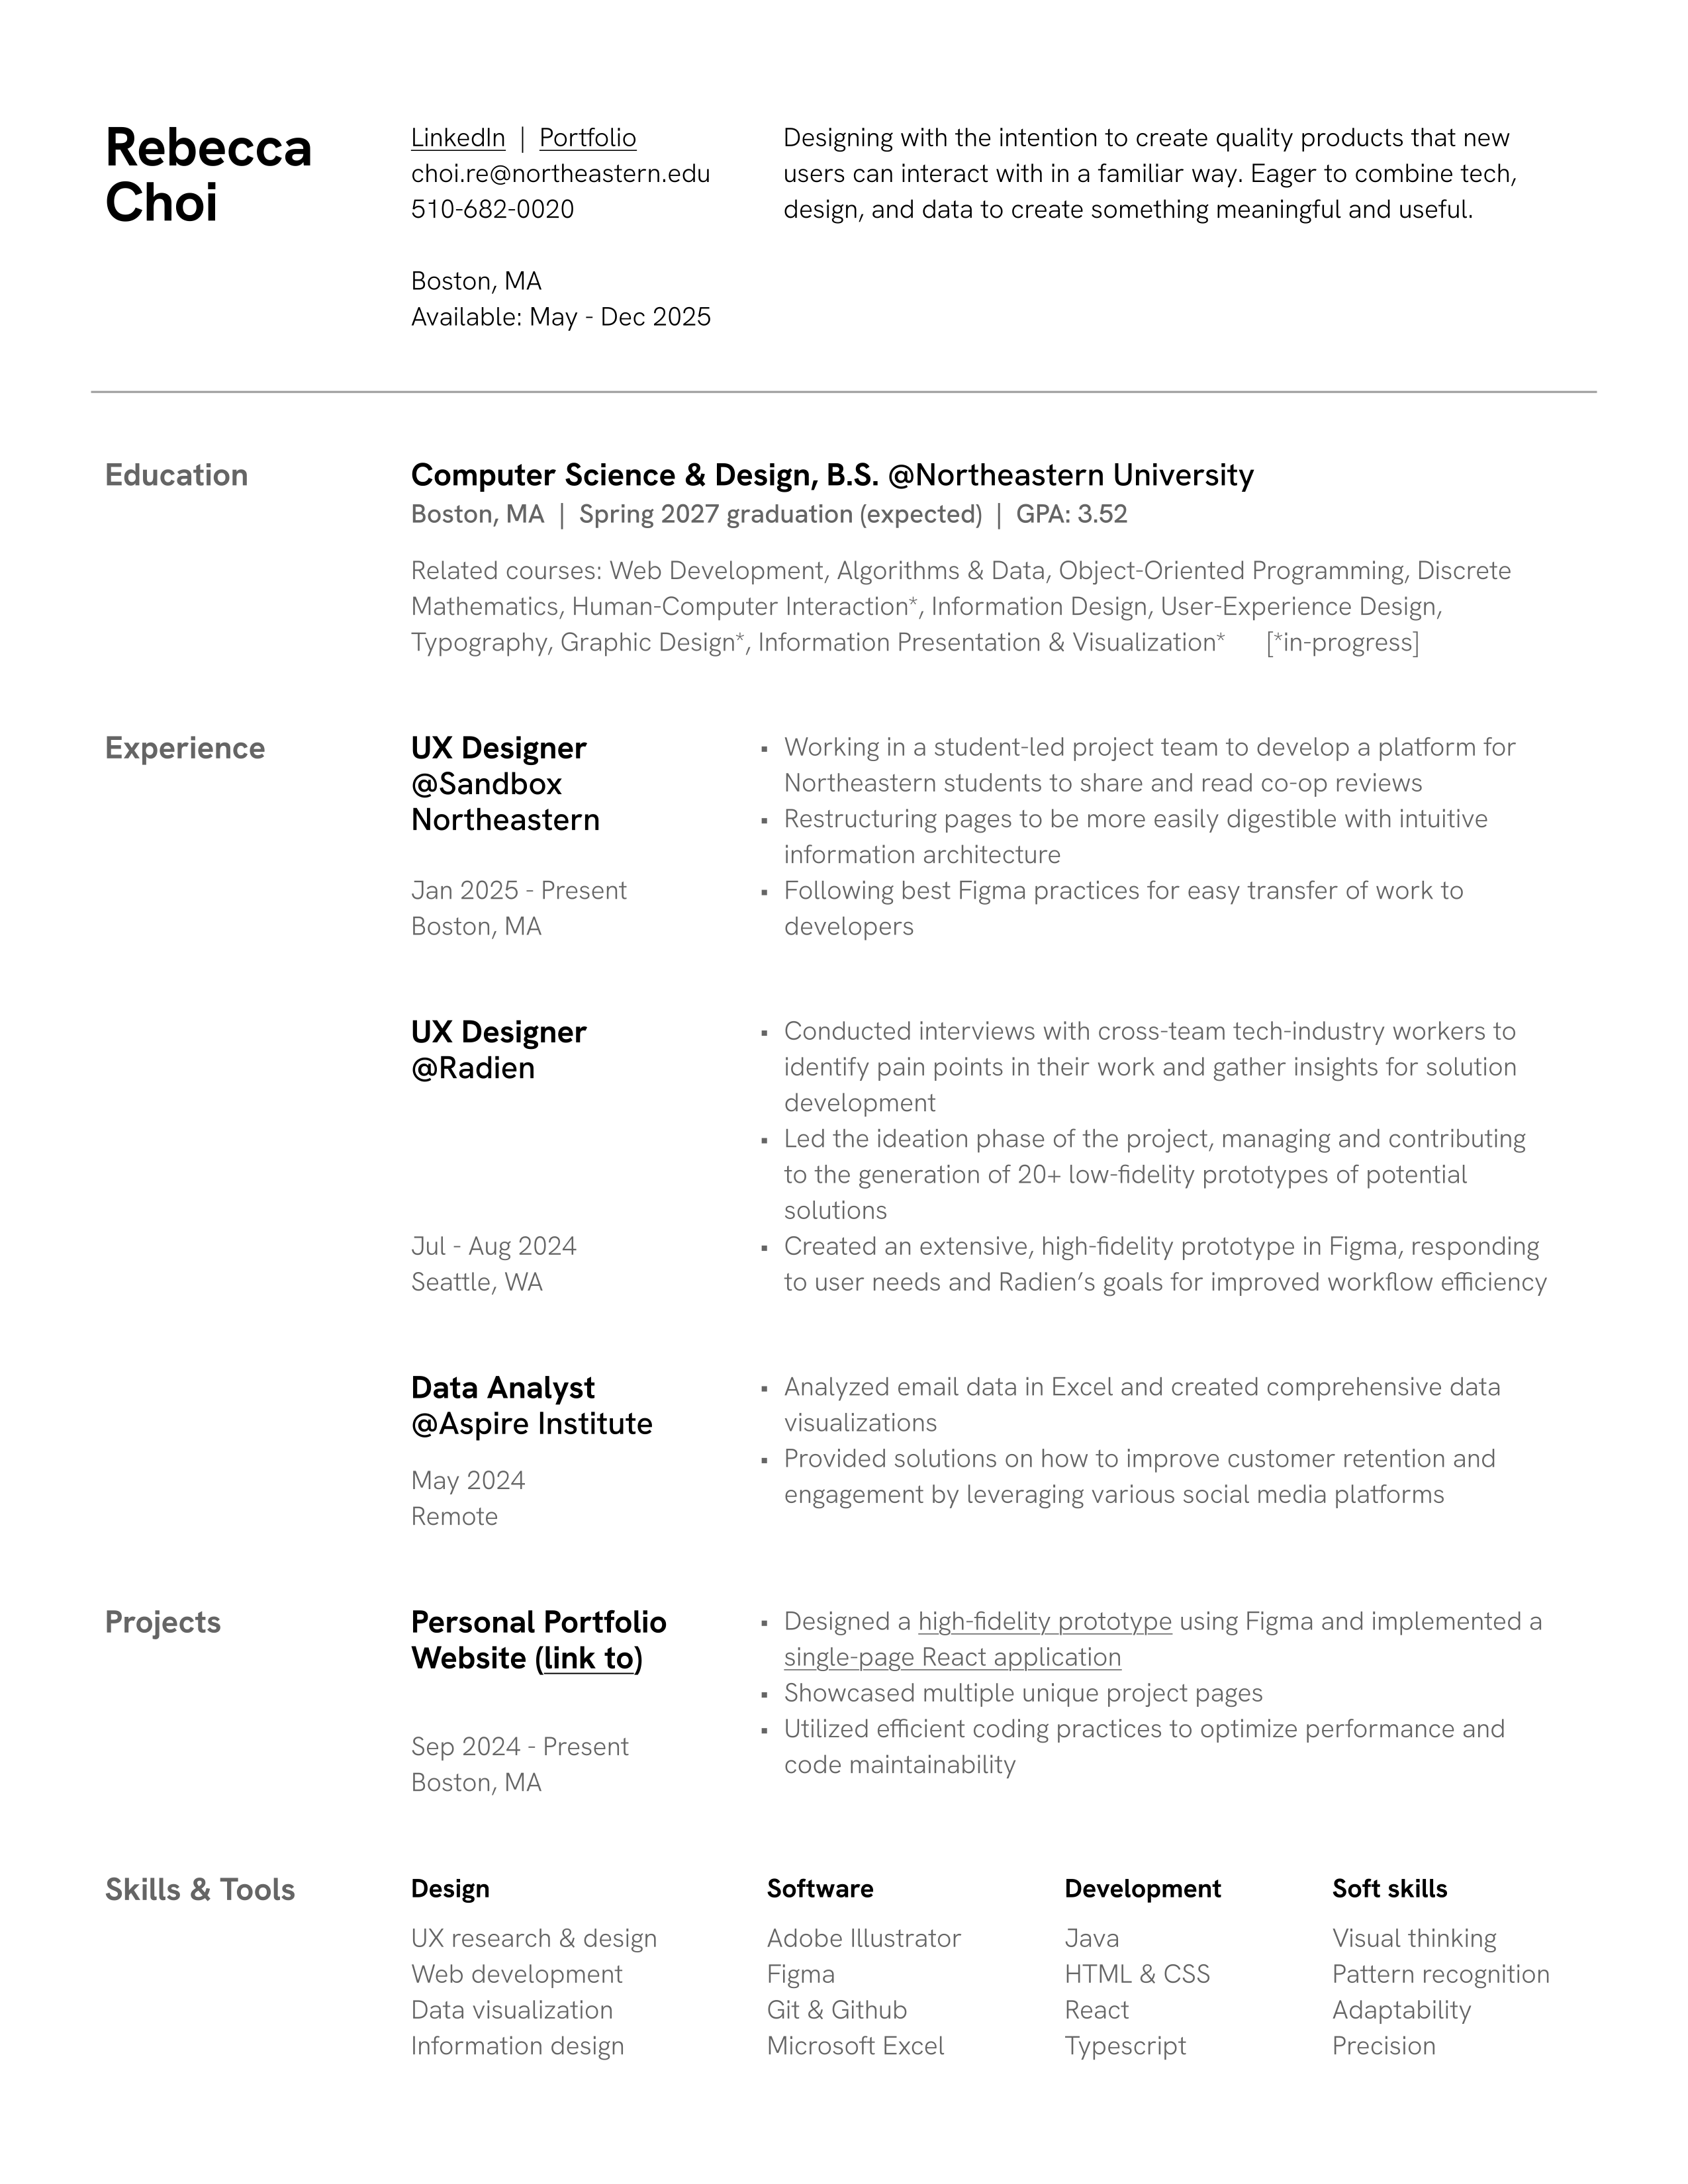 Rebecca
Choi
LinkedIn | Portfolio
choi.re@northeastern.edu
510-682-0020
Boston, MA
Available: May - Dec 2025
Designing with the intention to create quality products that new
users can interact with in a familiar way. Eager to combine tech,
design, and data to create something meaningful and useful.
Education
Computer Science & Design, B.S. @Northeastern University
Boston, MA | Spring 2027 graduation (expected) | GPA: 3.52
Related courses: Web Development, Algorithms & Data, Object-Oriented Programming, Discrete
Mathematics, Human-Computer Interaction*, Information Design, User-Experience Design,
Typography, Graphic Design*, Information Presentation & Visualization* [*in-progress]
Experience
UX Designer
@Sandbox
Northeastern
Jan 2025 - Present
Boston, MA
▪ Working in a student-led project team to develop a platform for
Northeastern students to share and read co-op reviews
▪ Restructuring pages to be more easily digestible with intuitive
information architecture
▪ Following best Figma practices for easy transfer of work to
developers
UX Designer
@Radien
Jul - Aug 2024
Seattle, WA
▪ Conducted interviews with cross-team tech-industry workers to
identify pain points in their work and gather insights for solution
development
▪ Led the ideation phase of the project, managing and contributing
to the generation of 20+ low-fidelity prototypes of potential
solutions
▪ Created an extensive, high-fidelity prototype in Figma, responding
to user needs and Radien’s goals for improved workflow efficiency
Data Analyst
@Aspire Institute
May 2024
Remote
▪ Analyzed email data in Excel and created comprehensive data
visualizations
▪ Provided solutions on how to improve customer retention and
engagement by leveraging various social media platforms
Projects
Personal Portfolio
Website (link to)
Sep 2024 - Present
Boston, MA
▪ Designed a high-fidelity prototype using Figma and implemented a
single-page React application
▪ Showcased multiple unique project pages
▪ Utilized efficient coding practices to optimize performance and
code maintainability
Skills & Tools
Design
UX research & design
Web development
Data visualization
Information design
Software
Adobe Illustrator
Figma
Git & Github
Microsoft Excel
Development
Java
HTML & CSS
React
Typescript
Soft skills
Visual thinking
Pattern recognition
Adaptability
Precision